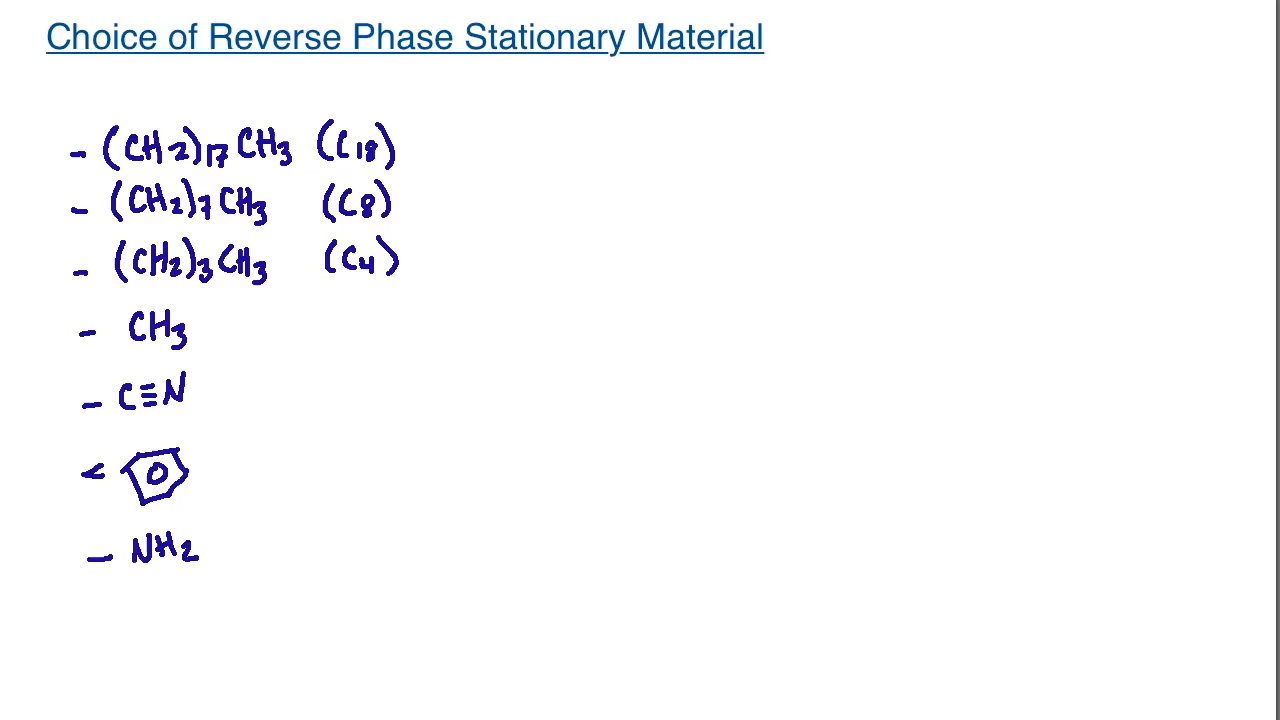 Choice of Reverse Phase Stationary Material
- (CH2)17CH3 (C18)
- (CH2)7CH3 (C8)
- (CH2)3CH3 (C4)
- CH3
- C≡N
- NH2